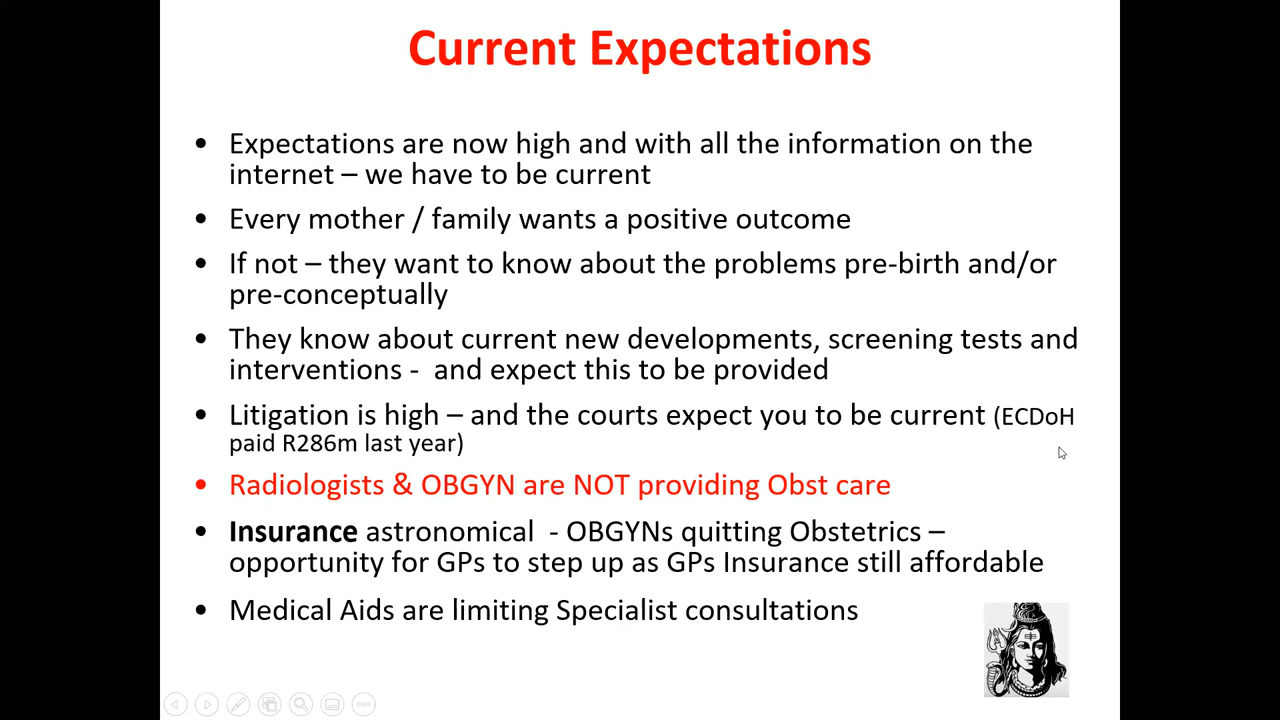 Current Expectations
• Expectations are now high and with all the information on the
internet – we have to be current
• Every mother / family wants a positive outcome
• If not – they want to know about the problems pre-birth and/or
pre-conceptually
• They know about current new developments, screening tests and
interventions -  and expect this to be provided
• Litigation is high – and the courts expect you to be current (ECDoH
paid R286m last year)
• Radiologists & OBGYN are NOT providing Obst care
• Insurance astronomical  - OBGYNs quitting Obstetrics –
opportunity for GPs to step up as GPs Insurance still affordable
• Medical Aids are limiting Specialist consultations